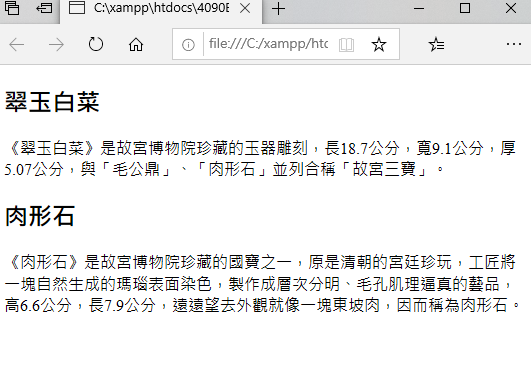 C:\xampp\htdocs\4090E
file:///C:/xampp/htc
翠玉白菜
《翠玉白菜》是故宮博物院珍藏的玉器雕刻，長18.7公分，寬9.1公分，厚
5.07公分，與「毛公鼎」、「肉形石」並列合稱「故宮三寶」。
肉形石
《肉形石》是故宮博物院珍藏的國寶之一，原是清朝的宮廷珍玩，工匠將
一塊自然生成的瑪瑙表面染色，製作成層次分明、毛孔肌理逼真的藝品，
高6.6公分，長7.9公分，遠遠望去外觀就像一塊東坡肉，因而稱為肉形石。